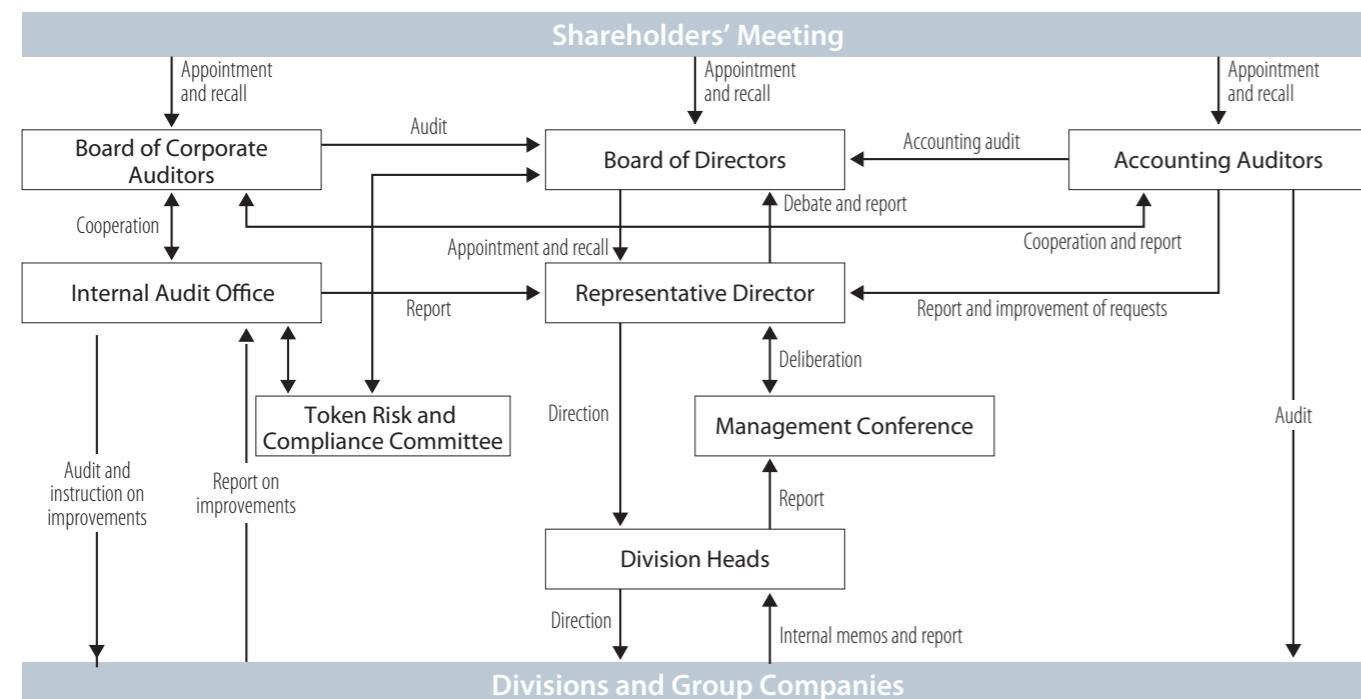 Shareholders' Meeting
Appointment
and recall
Appointment
and recall
Appointment
and recall
Board of Corporate
Auditors
Audit
Board of Directors
Accounting audit
Accounting Auditors
Cooperation
Debate and report
Appointment and recall
Cooperation and report
Internal Audit Office
Report
Representative Director
Report and improvement of requests
Deliberation
Token Risk and
Compliance Committee
Direction
Management Conference
Audit
Audit and
instruction on
improvements
Report on
improvements
Report
Division Heads
Direction
Internal memos and report
Divisions and Group Companies